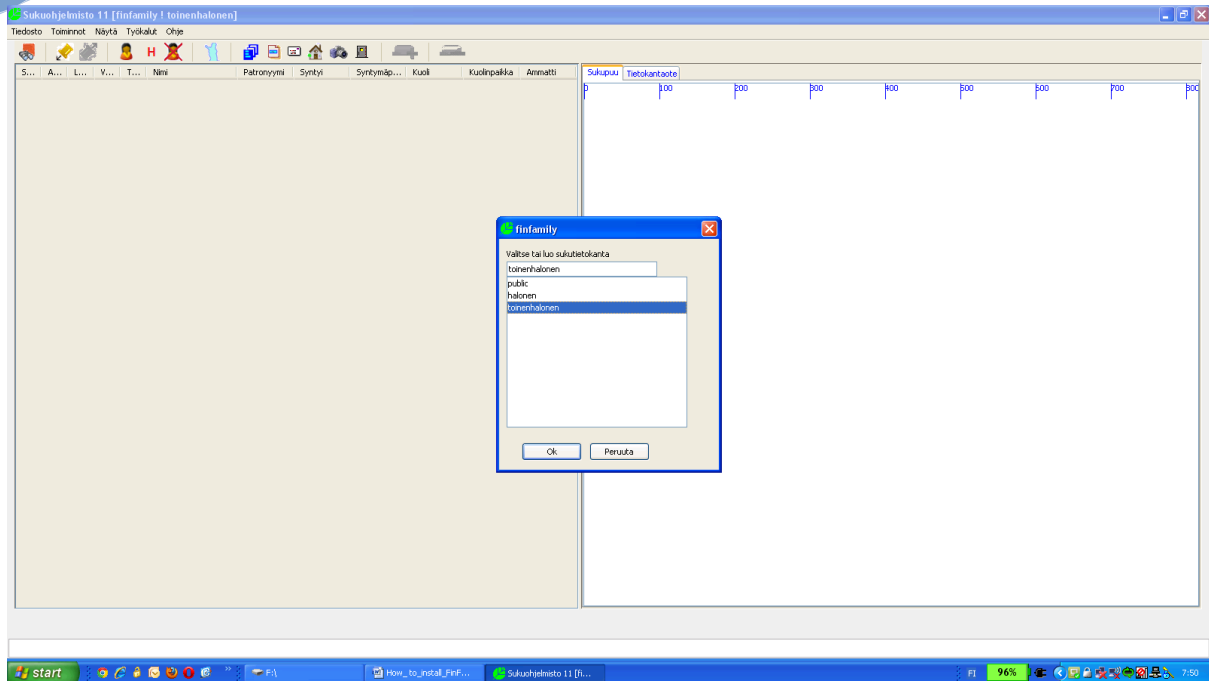 Sukuohjelmisto 11 [finfamily ! toinenhalonen]
Tiedosto Toiminnot Näytä Työkalut Ohje
H
S... A... L... V... T... Nimi Patronyymi Syntyi Syntymäp... Kuoli Kuolinpaikka Ammatti
Sukupuu Tietokantaote
0 100 200 300 400 500 600 700 800
finfamily
Valitse tai luo sukutietokanta
toinenhalonen
public
halonen
toinenhalonen
Ok Peruuta
start F:\ How_to_install_FinF... Sukuohjelmisto 11 [fi... FI 96% 7:50